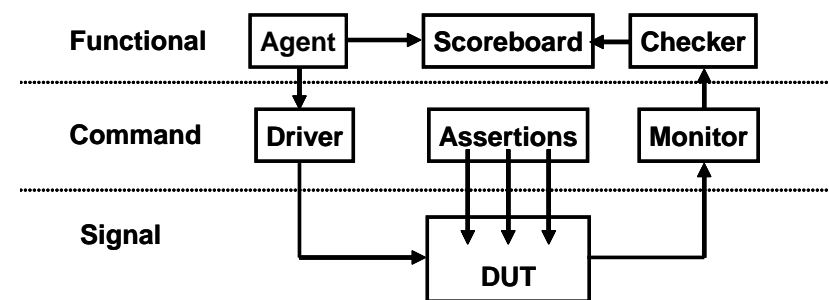 Functional Agent Scoreboard Checker
Command Driver Assertions Monitor
Signal
DUT